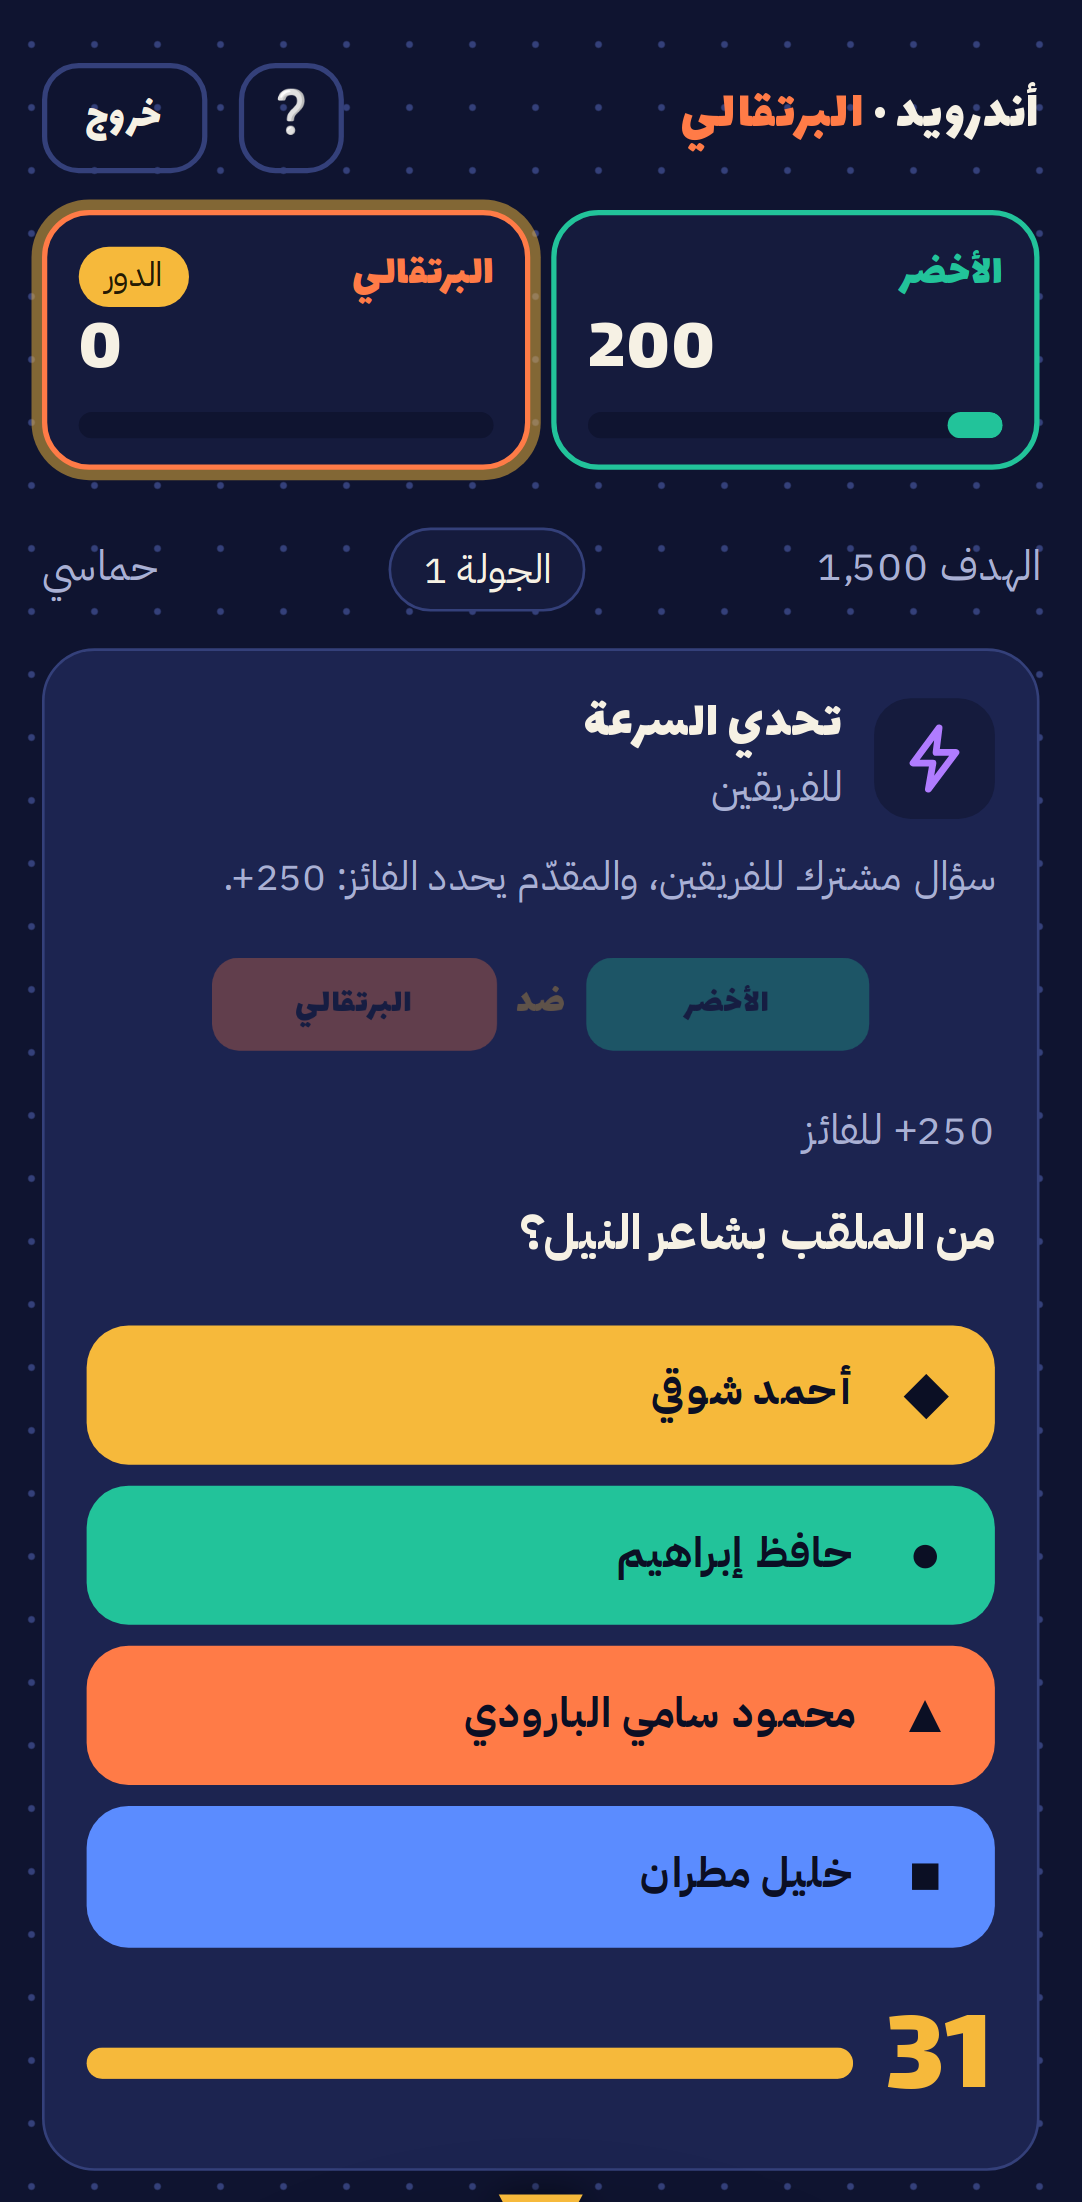 أندرويد • البرتقالي
?
خروج
الأخضر
200
البرتقالي
الدور
0
الهدف 1,500
الجولة 1
حماسي
تحدي السرعة
للفريقين
سؤال مشترك للفريقين، والمقدّم يحدد الفائز: 250+.
الأخضر
ضد
البرتقالي
250+ للفائز
من الملقب بشاعر النيل؟
أحمد شوقي
حافظ إبراهيم
محمود سامي البارودي
خليل مطران
31